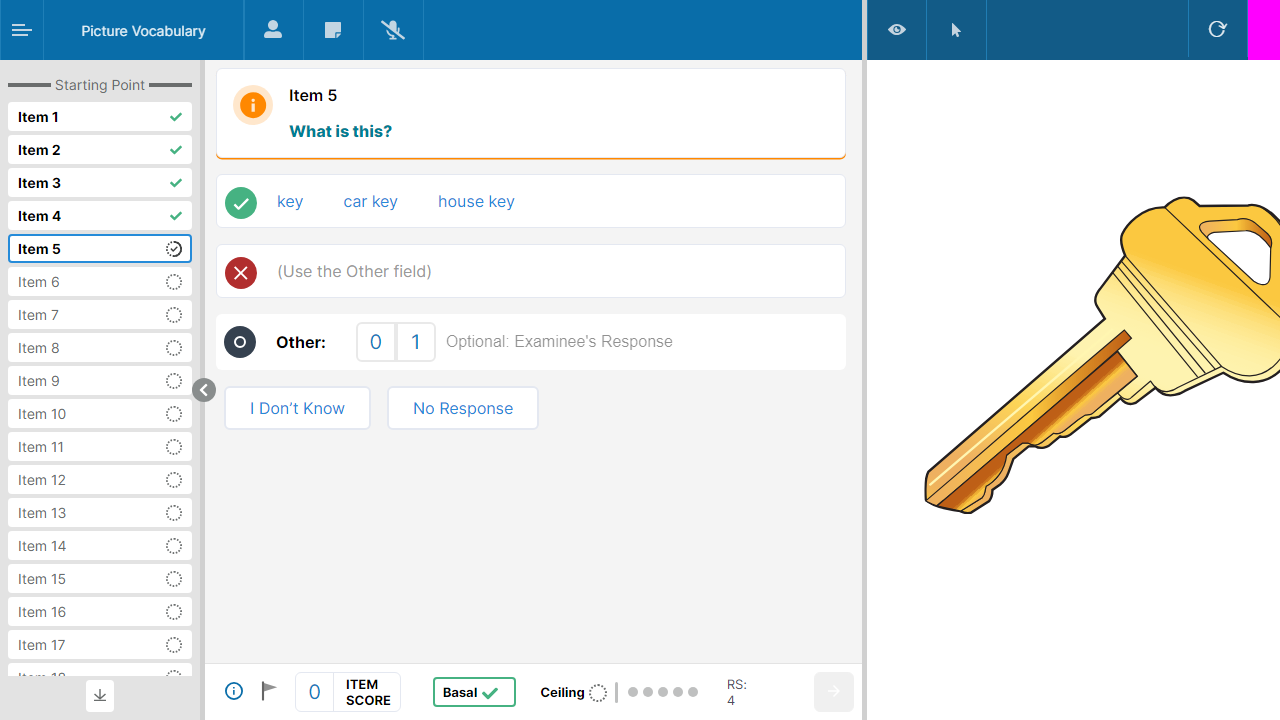 Picture Vocabulary
Starting Point
Item 1
Item 2
Item 3
Item 4
Item 5
Item 6
Item 7
Item 8
Item 9
Item 10
Item 11
Item 12
Item 13
Item 14
Item 15
Item 16
Item 17
Item 18
Item 5
What is this?
key car key house key
(Use the Other field)
Other: 0 1 Optional: Examinee's Response
I Don't Know No Response
0 ITEM SCORE
Basal
Ceiling
RS:
4